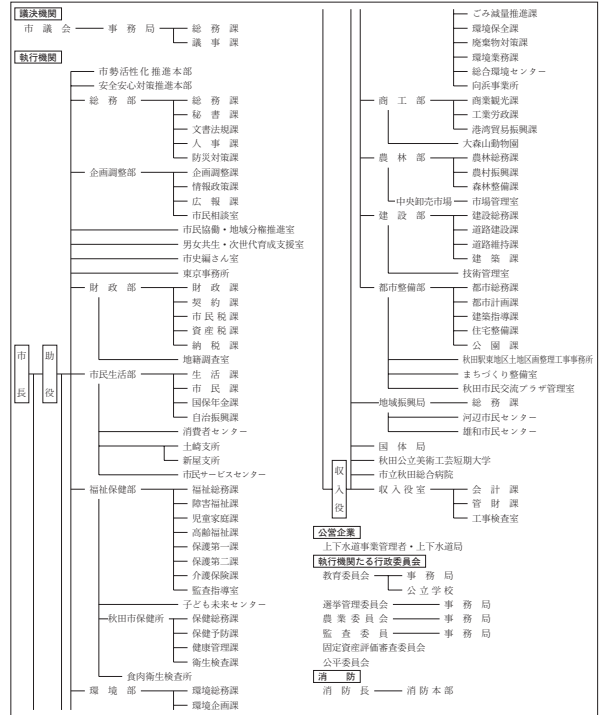 議決機関
市議会 事務局 総務課
議事課
執行機関
市長
助役
市勢活性化推進本部
安全安心対策推進本部
総務部 総務課
秘書課
文書法規課
人事課
防災対策課
企画調整部 企画調整課
情報政策課
広報課
市民相談室
市民協働・地域分権推進室
男女共生・次世代育成支援室
市史編さん室
東京事務所
財政部 財政課
契約課
市民税課
資産税課
納税課
地籍調査室
市民生活部 生活課
市民課
国保年金課
自治振興課
消費者センター
土崎支所
新屋支所
市民サービスセンター
福祉保健部 福祉総務課
障害福祉課
児童家庭課
高齢福祉課
保護第一課
保護第二課
介護保険課
監査指導室
子ども未来センター
秋田市保健所 保健総務課
保健予防課
健康管理課
衛生検査課
食肉衛生検査所
環境部 環境総務課
環境企画課
ごみ減量推進課
環境保全課
廃棄物対策課
環境業務課
総合環境センター
向浜事業所
商工部 商業観光課
工業労政課
港湾貿易振興課
大森山動物園
農林部 農林総務課
農村振興課
森林整備課
中央卸売市場 市場管理室
建設部 建設総務課
道路建設課
道路維持課
建築課
技術管理室
都市整備部 都市総務課
都市計画課
建築指導課
住宅整備課
公園課
秋田駅東地区土地区画整理工事事務所
まちづくり整備室
秋田市民交流プラザ管理室
地域振興局 総務課
河辺市民センター
雄和市民センター
国体局
秋田公立美術工芸短期大学
市立秋田総合病院
収入役
収入役室 会計課
管財課
工事検査室
公営企業
上下水道事業管理者・上下水道局
執行機関たる行政委員会
教育委員会 事務局
公立学校
選挙管理委員会 事務局
農業委員会 事務局
監査委員 事務局
固定資産評価審査委員会
公平委員会
消防
消防長 消防本部